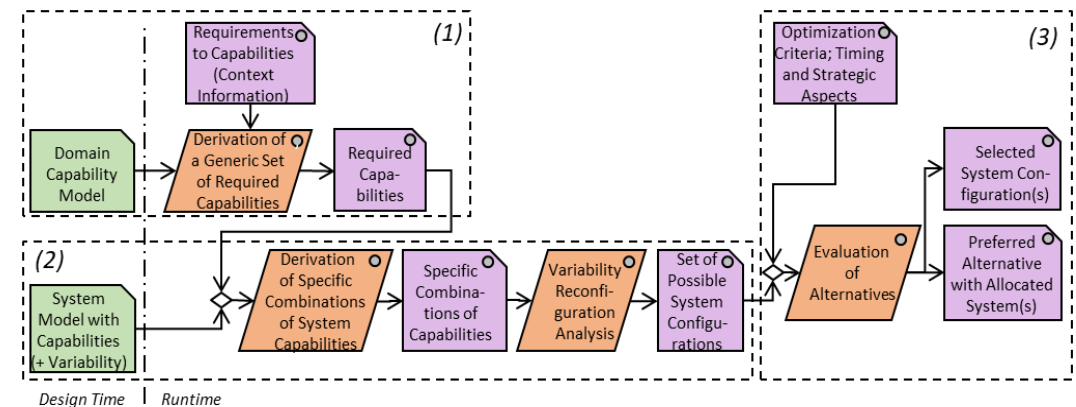 (1)
Requirements
to Capabilities
(Context
Information)
Domain
Capability
Model
Derivation of
a Generic Set
of Required
Capabilities
Required
Capa-
bilities
(2)
System
Model with
Capabilities
(+ Variability)
Derivation
of Specific
Combinations
of System
Capabilities
Specific
Combina-
tions of
Capabilities
Variability
Reconfi-
guration
Analysis
Set of
Possible
System
Configu-
rations
(3)
Optimization
Criteria; Timing
and Strategic
Aspects
Evaluation
of
Alternatives
Selected
System Con-
figuration(s)
Preferred
Alternative
with Allocated
System(s)
Design Time
Runtime